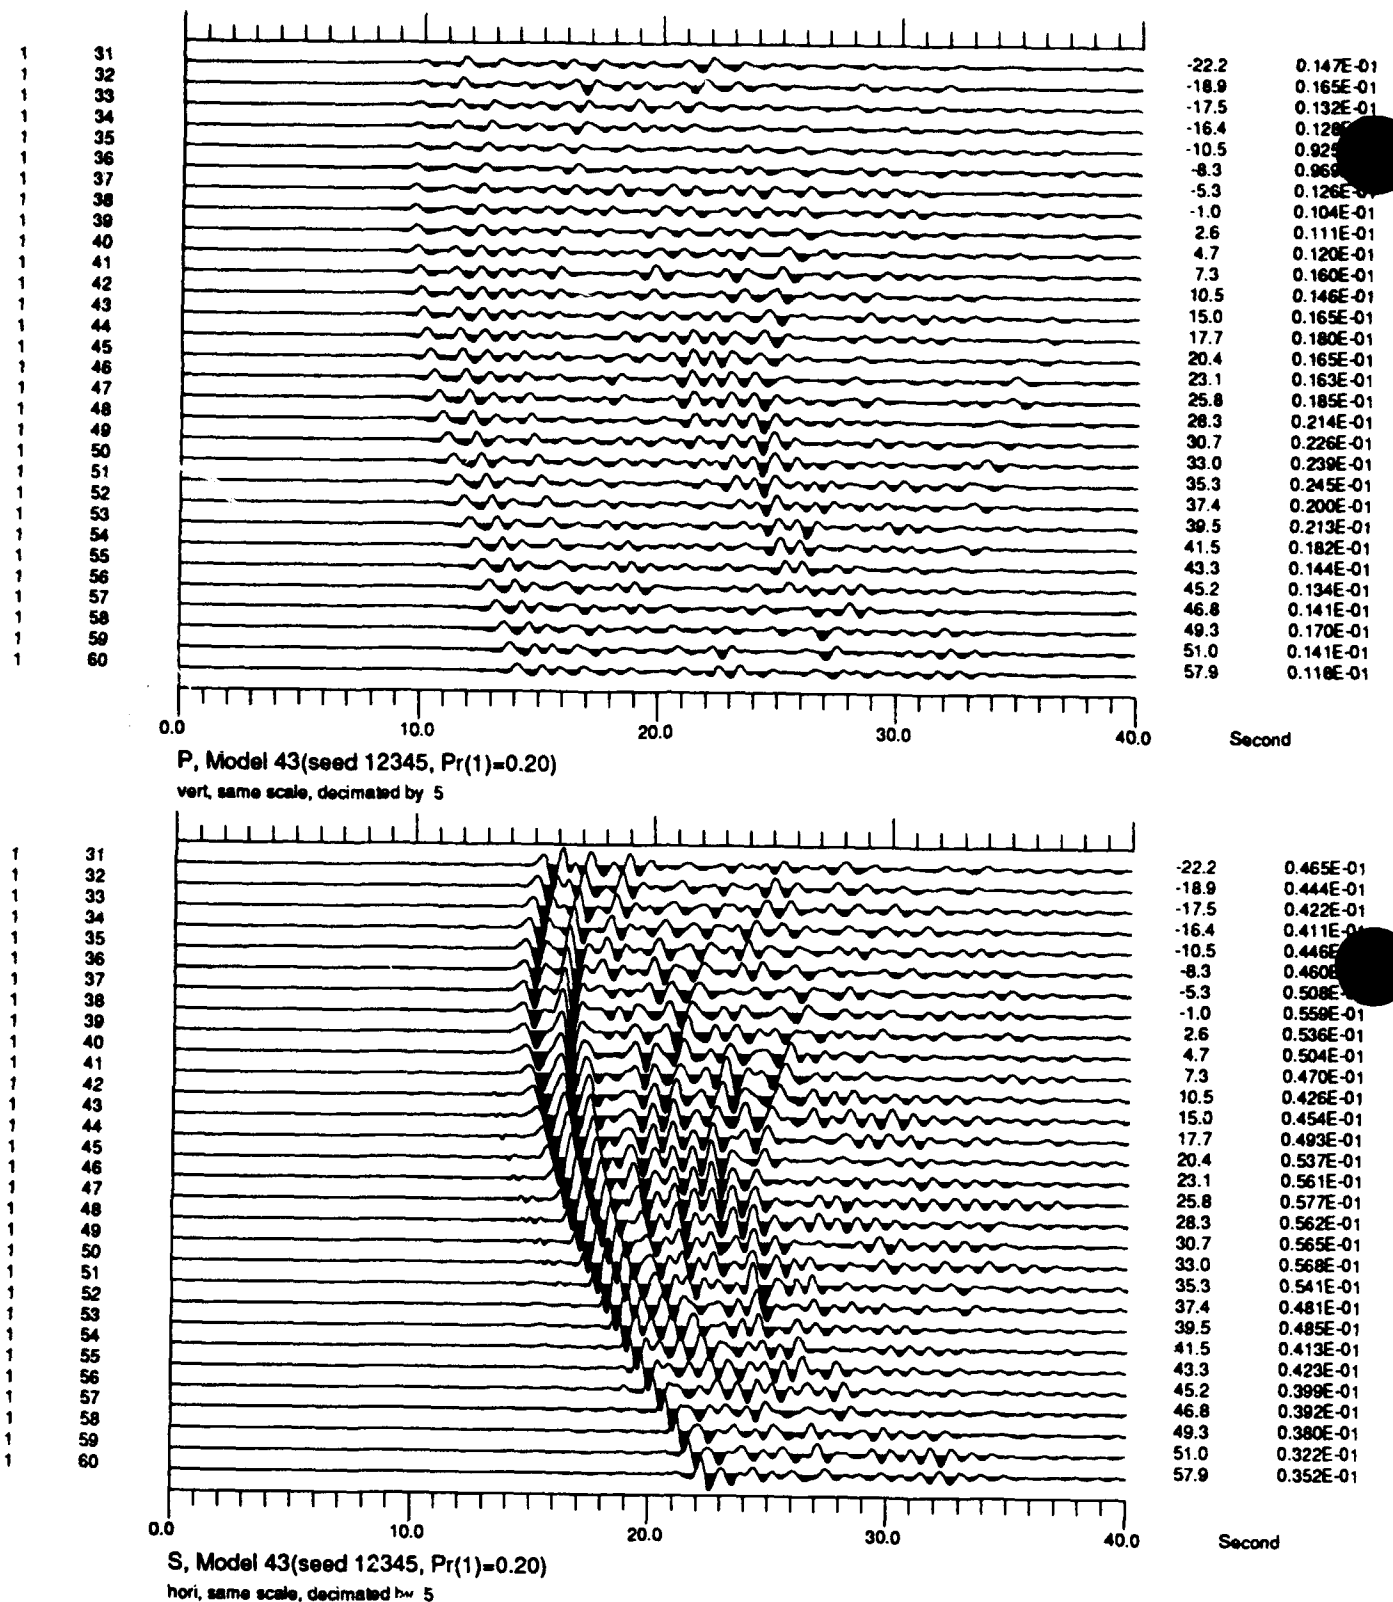 1 31 -22.2 0.147E-01
1 32 -18.9 0.165E-01
1 33 -17.5 0.132E-01
1 34 -16.4 0.128
1 35 -10.5 0.925
1 36 -8.3 0.969
1 37 -5.3 0.126E-01
1 38 -1.0 0.104E-01
1 39 2.6 0.111E-01
1 40 4.7 0.120E-01
1 41 7.3 0.160E-01
1 42 10.5 0.146E-01
1 43 15.0 0.165E-01
1 44 17.7 0.180E-01
1 45 20.4 0.165E-01
1 46 23.1 0.163E-01
1 47 25.8 0.185E-01
1 48 28.3 0.214E-01
1 49 30.7 0.226E-01
1 50 33.0 0.239E-01
1 51 35.3 0.245E-01
1 52 37.4 0.200E-01
1 53 39.5 0.213E-01
1 54 41.5 0.182E-01
1 55 43.3 0.144E-01
1 56 45.2 0.134E-01
1 57 46.8 0.141E-01
1 58 49.3 0.170E-01
1 59 51.0 0.141E-01
1 60 57.9 0.118E-01
0.0 10.0 20.0 30.0 40.0 Second
P, Model 43(seed 12345, Pr(1)=0.20)
vert, same scale, decimated by 5
1 31 -22.2 0.465E-01
1 32 -18.9 0.444E-01
1 33 -17.5 0.422E-01
1 34 -16.4 0.411E-01
1 35 -10.5 0.446E
1 36 -8.3 0.460E
1 37 -5.3 0.508E-
1 38 -1.0 0.559E-01
1 39 2.6 0.536E-01
1 40 4.7 0.504E-01
1 41 7.3 0.470E-01
1 42 10.5 0.426E-01
1 43 15.0 0.454E-01
1 44 17.7 0.493E-01
1 45 20.4 0.537E-01
1 46 23.1 0.561E-01
1 47 25.8 0.577E-01
1 48 28.3 0.562E-01
1 49 30.7 0.565E-01
1 50 33.0 0.568E-01
1 51 35.3 0.541E-01
1 52 37.4 0.481E-01
1 53 39.5 0.485E-01
1 54 41.5 0.413E-01
1 55 43.3 0.423E-01
1 56 45.2 0.399E-01
1 57 46.8 0.392E-01
1 58 49.3 0.380E-01
1 59 51.0 0.322E-01
1 60 57.9 0.352E-01
0.0 10.0 20.0 30.0 40.0 Second
S, Model 43(seed 12345, Pr(1)=0.20)
hori, same scale, decimated by 5